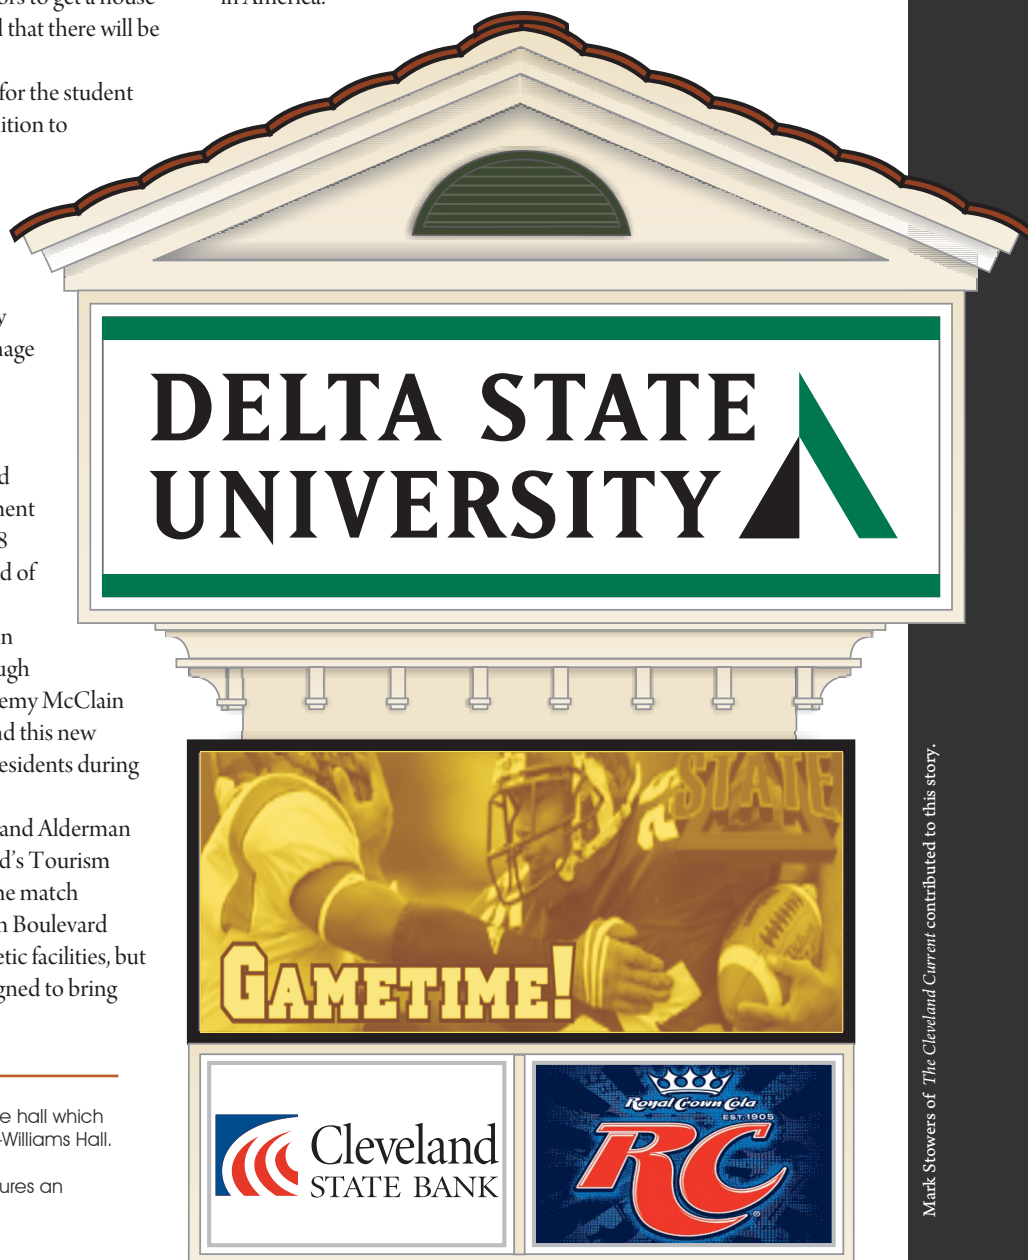 ors to get a house
that there will be
for the student
ition to
y
nage
d
nent
8
d of
n
ugh
emy McClain
nd this new
esidents during
and Alderman
d's Tourism
ne match
n Boulevard
etic facilities, but
gned to bring
e hall which
-Williams Hall.
ures an
in America.
DELTA STATE
UNIVERSITY
STATE
GAMETIME!
Cleveland
STATE BANK
Royal Crown Cola
EST. 1905
RC
®
Mark Stowers of The Cleveland Current contributed to this story.